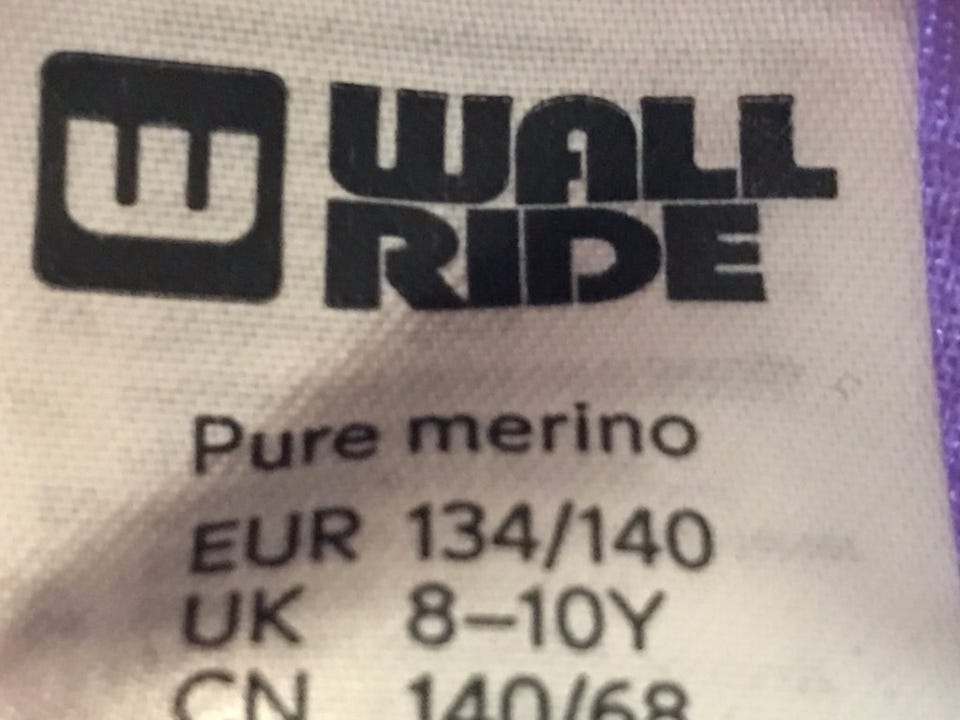 WALL
RIDE
Pure merino
EUR 134/140
UK 8–10Y
CN 140/68